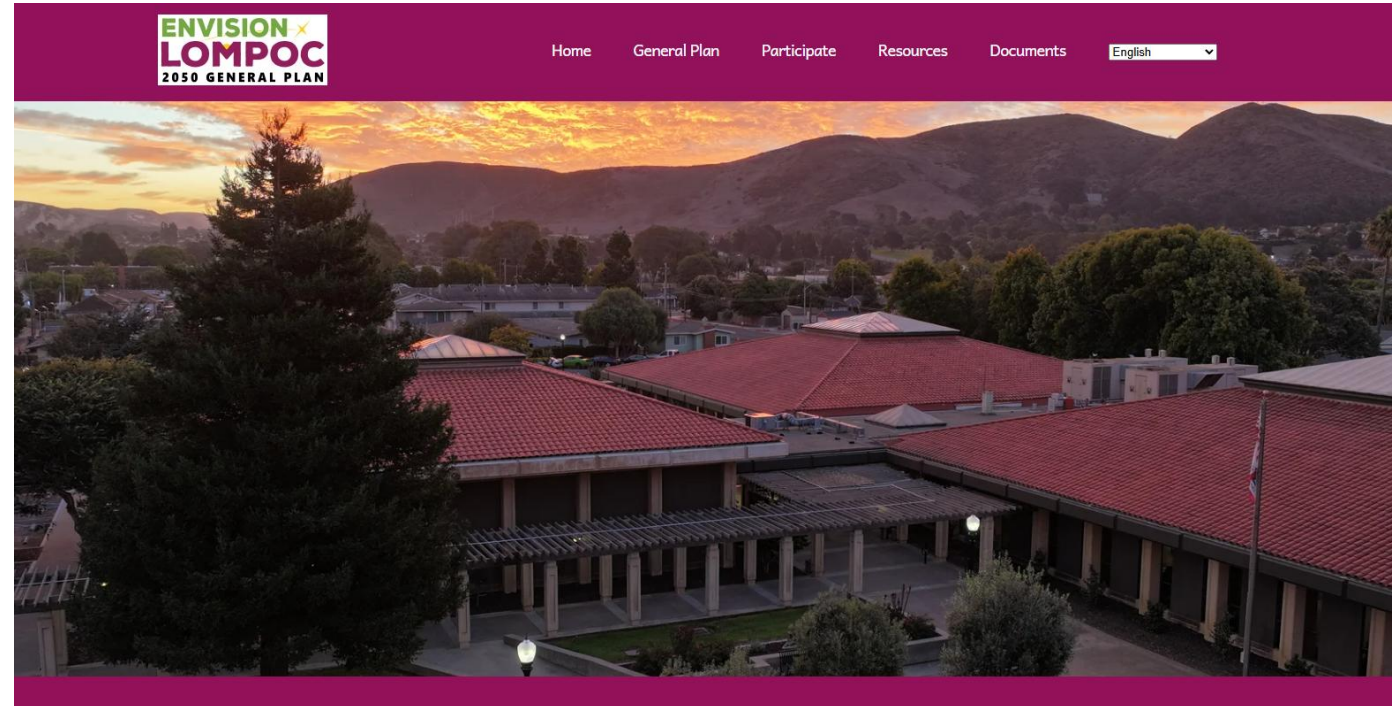 ENVISION
LOMPOC
2050 GENERAL PLAN
Home General Plan Participate Resources Documents English